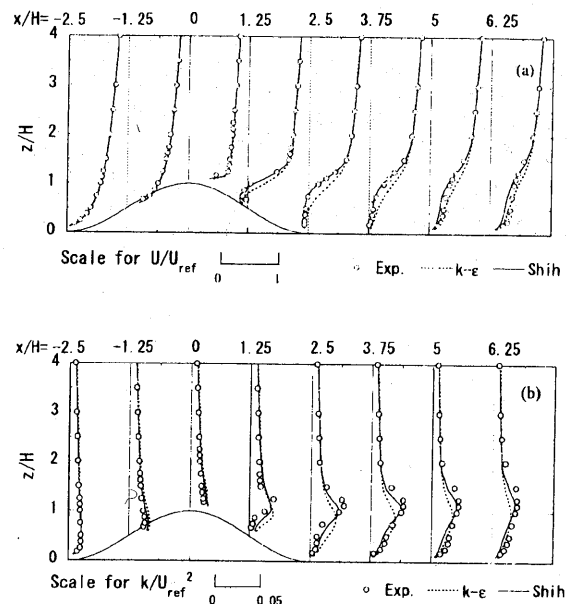 x/H= -2.5 -1.25 0 1.25 2.5 3.75 5 6.25
4
3
2
1
0
z/H
(a)
Scale for U/U_ref 0 1
Exp. k-ε Shih
x/H= -2.5 -1.25 0 1.25 2.5 3.75 5 6.25
4
3
2
1
0
z/H
(b)
Scale for k/U_ref² 0 0.05
Exp. k-ε Shih